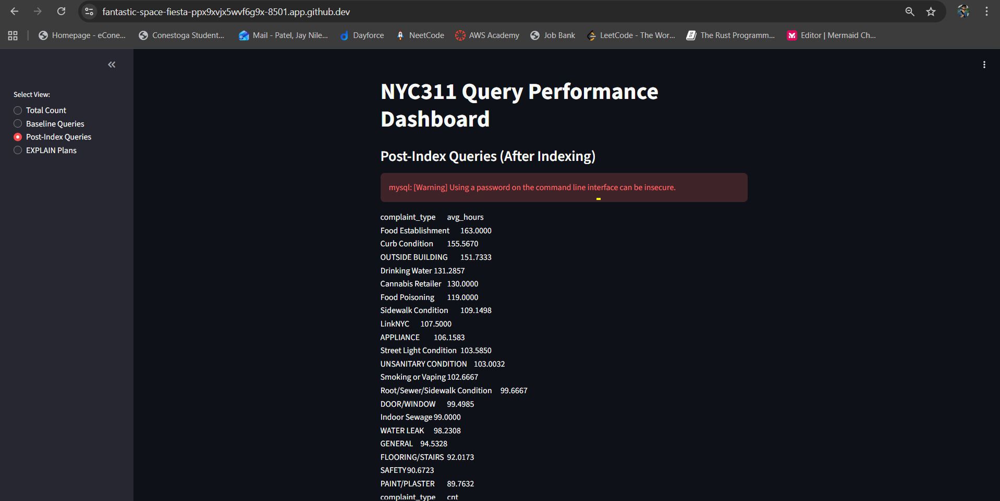 fantastic-space-fiesta-ppx9xvjx5wvf6g9x-8501.app.github.dev
Homepage - eCone... Conestoga Student... Mail - Patel, Jay Nile... Dayforce NeetCode AWS Academy Job Bank LeetCode - The Wor... The Rust Programm... Editor | Mermaid Ch...
Select View:
Total Count
Baseline Queries
Post-Index Queries
EXPLAIN Plans
NYC311 Query Performance
Dashboard
Post-Index Queries (After Indexing)
mysql: [Warning] Using a password on the command line interface can be insecure.
complaint_type avg_hours
Food Establishment 163.0000
Curb Condition 155.5670
OUTSIDE BUILDING 151.7333
Drinking Water 131.2857
Cannabis Retailer 130.0000
Food Poisoning 119.0000
Sidewalk Condition 109.1498
LinkNYC 107.5000
APPLIANCE 106.1583
Street Light Condition 103.5850
UNSANITARY CONDITION 103.0032
Smoking or Vaping 102.6667
Root/Sewer/Sidewalk Condition 99.6667
DOOR/WINDOW 99.4985
Indoor Sewage 99.0000
WATER LEAK 98.2308
GENERAL 94.5328
FLOORING/STAIRS 92.0173
SAFETY 90.6723
PAINT/PLASTER 89.7632
complaint_type cnt